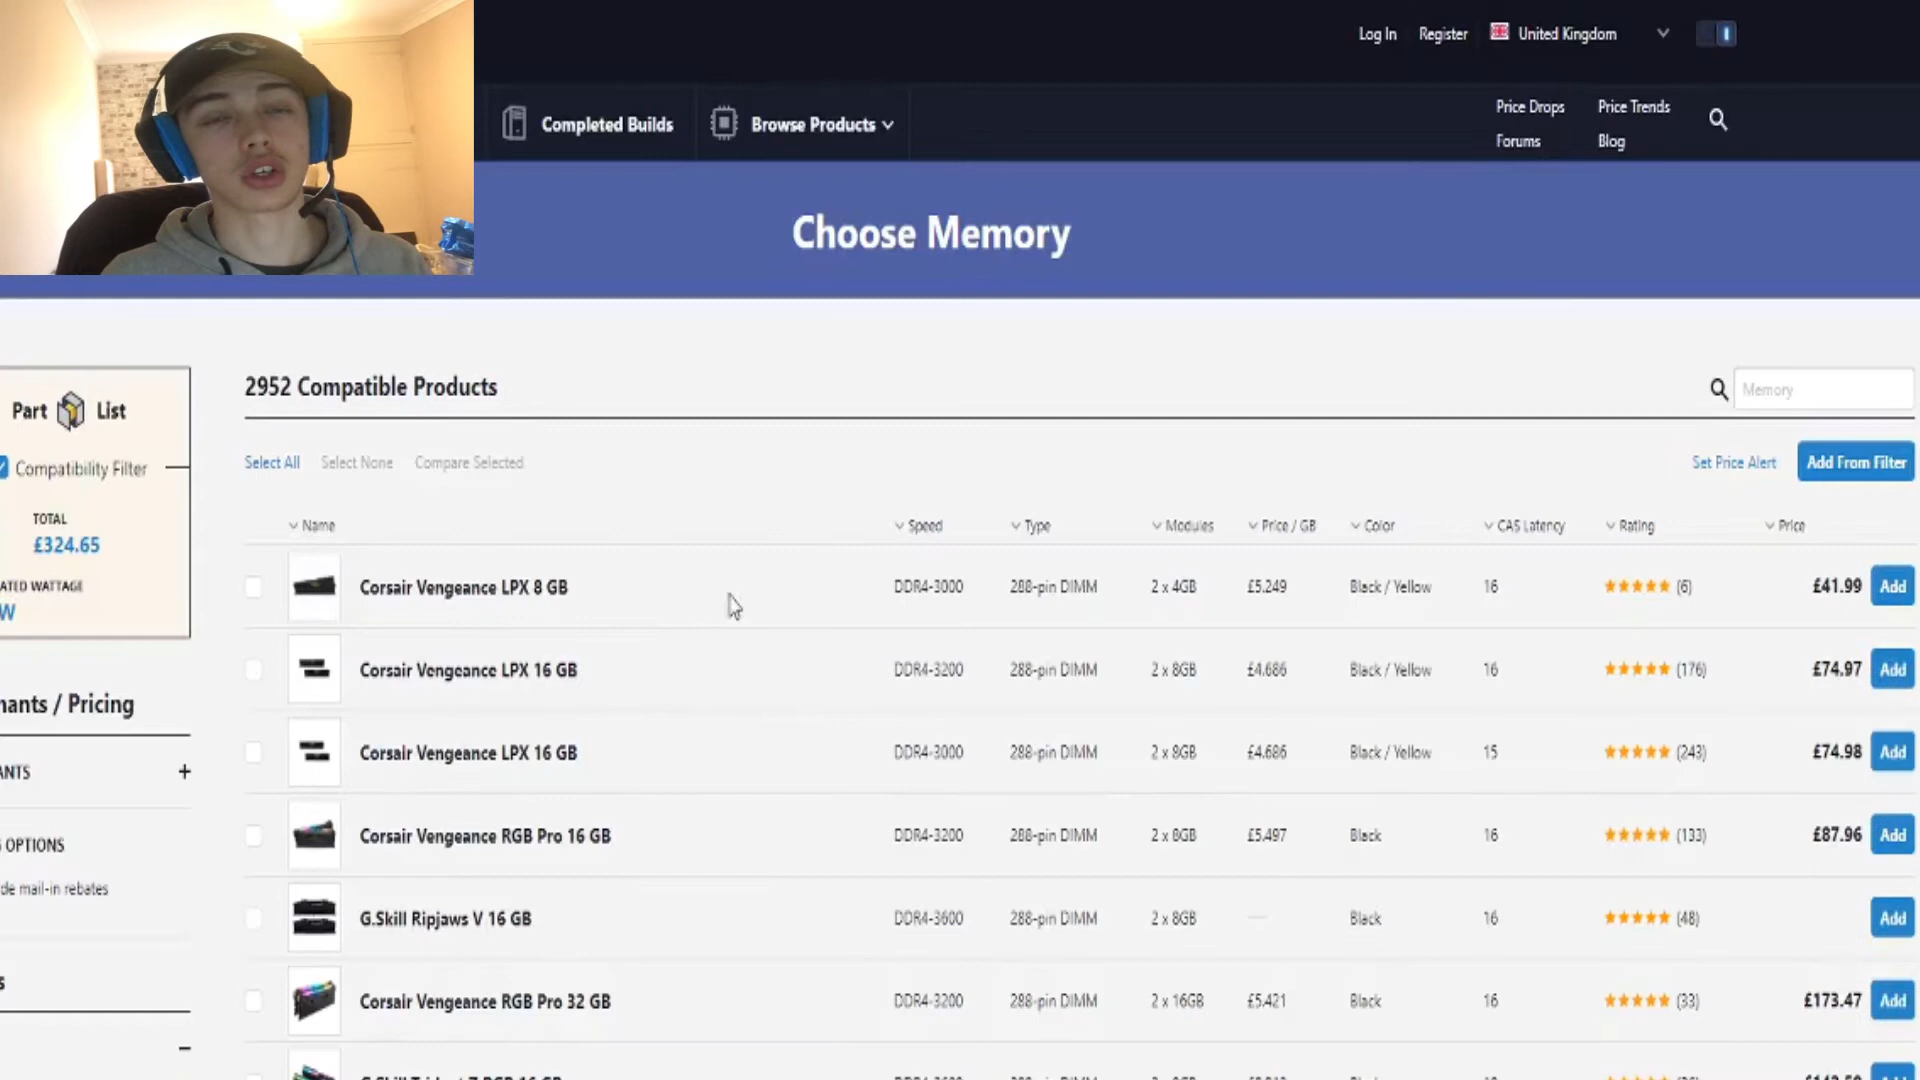 Log In Register United Kingdom
Completed Builds Browse Products
Price Drops Price Trends
Forums Blog
Choose Memory
Part List
Compatibility Filter
TOTAL
£324.65
ATED WATTAGE
W
nants / Pricing
ANTS +
OPTIONS
de mail-in rebates
s
2952 Compatible Products Memory
Select All Select None Compare Selected Set Price Alert Add From Filter
Name Speed Type Modules Price / GB Color CAS Latency Rating Price
Corsair Vengeance LPX 8 GB DDR4-3000 288-pin DIMM 2 x 4GB £5.249 Black / Yellow 16 (6) £41.99 Add
Corsair Vengeance LPX 16 GB DDR4-3200 288-pin DIMM 2 x 8GB £4.686 Black / Yellow 16 (176) £74.97 Add
Corsair Vengeance LPX 16 GB DDR4-3000 288-pin DIMM 2 x 8GB £4.686 Black / Yellow 15 (243) £74.98 Add
Corsair Vengeance RGB Pro 16 GB DDR4-3200 288-pin DIMM 2 x 8GB £5.497 Black 16 (133) £87.96 Add
G.Skill Ripjaws V 16 GB DDR4-3600 288-pin DIMM 2 x 8GB — Black 16 (48) Add
Corsair Vengeance RGB Pro 32 GB DDR4-3200 288-pin DIMM 2 x 16GB £5.421 Black 16 (33) £173.47 Add